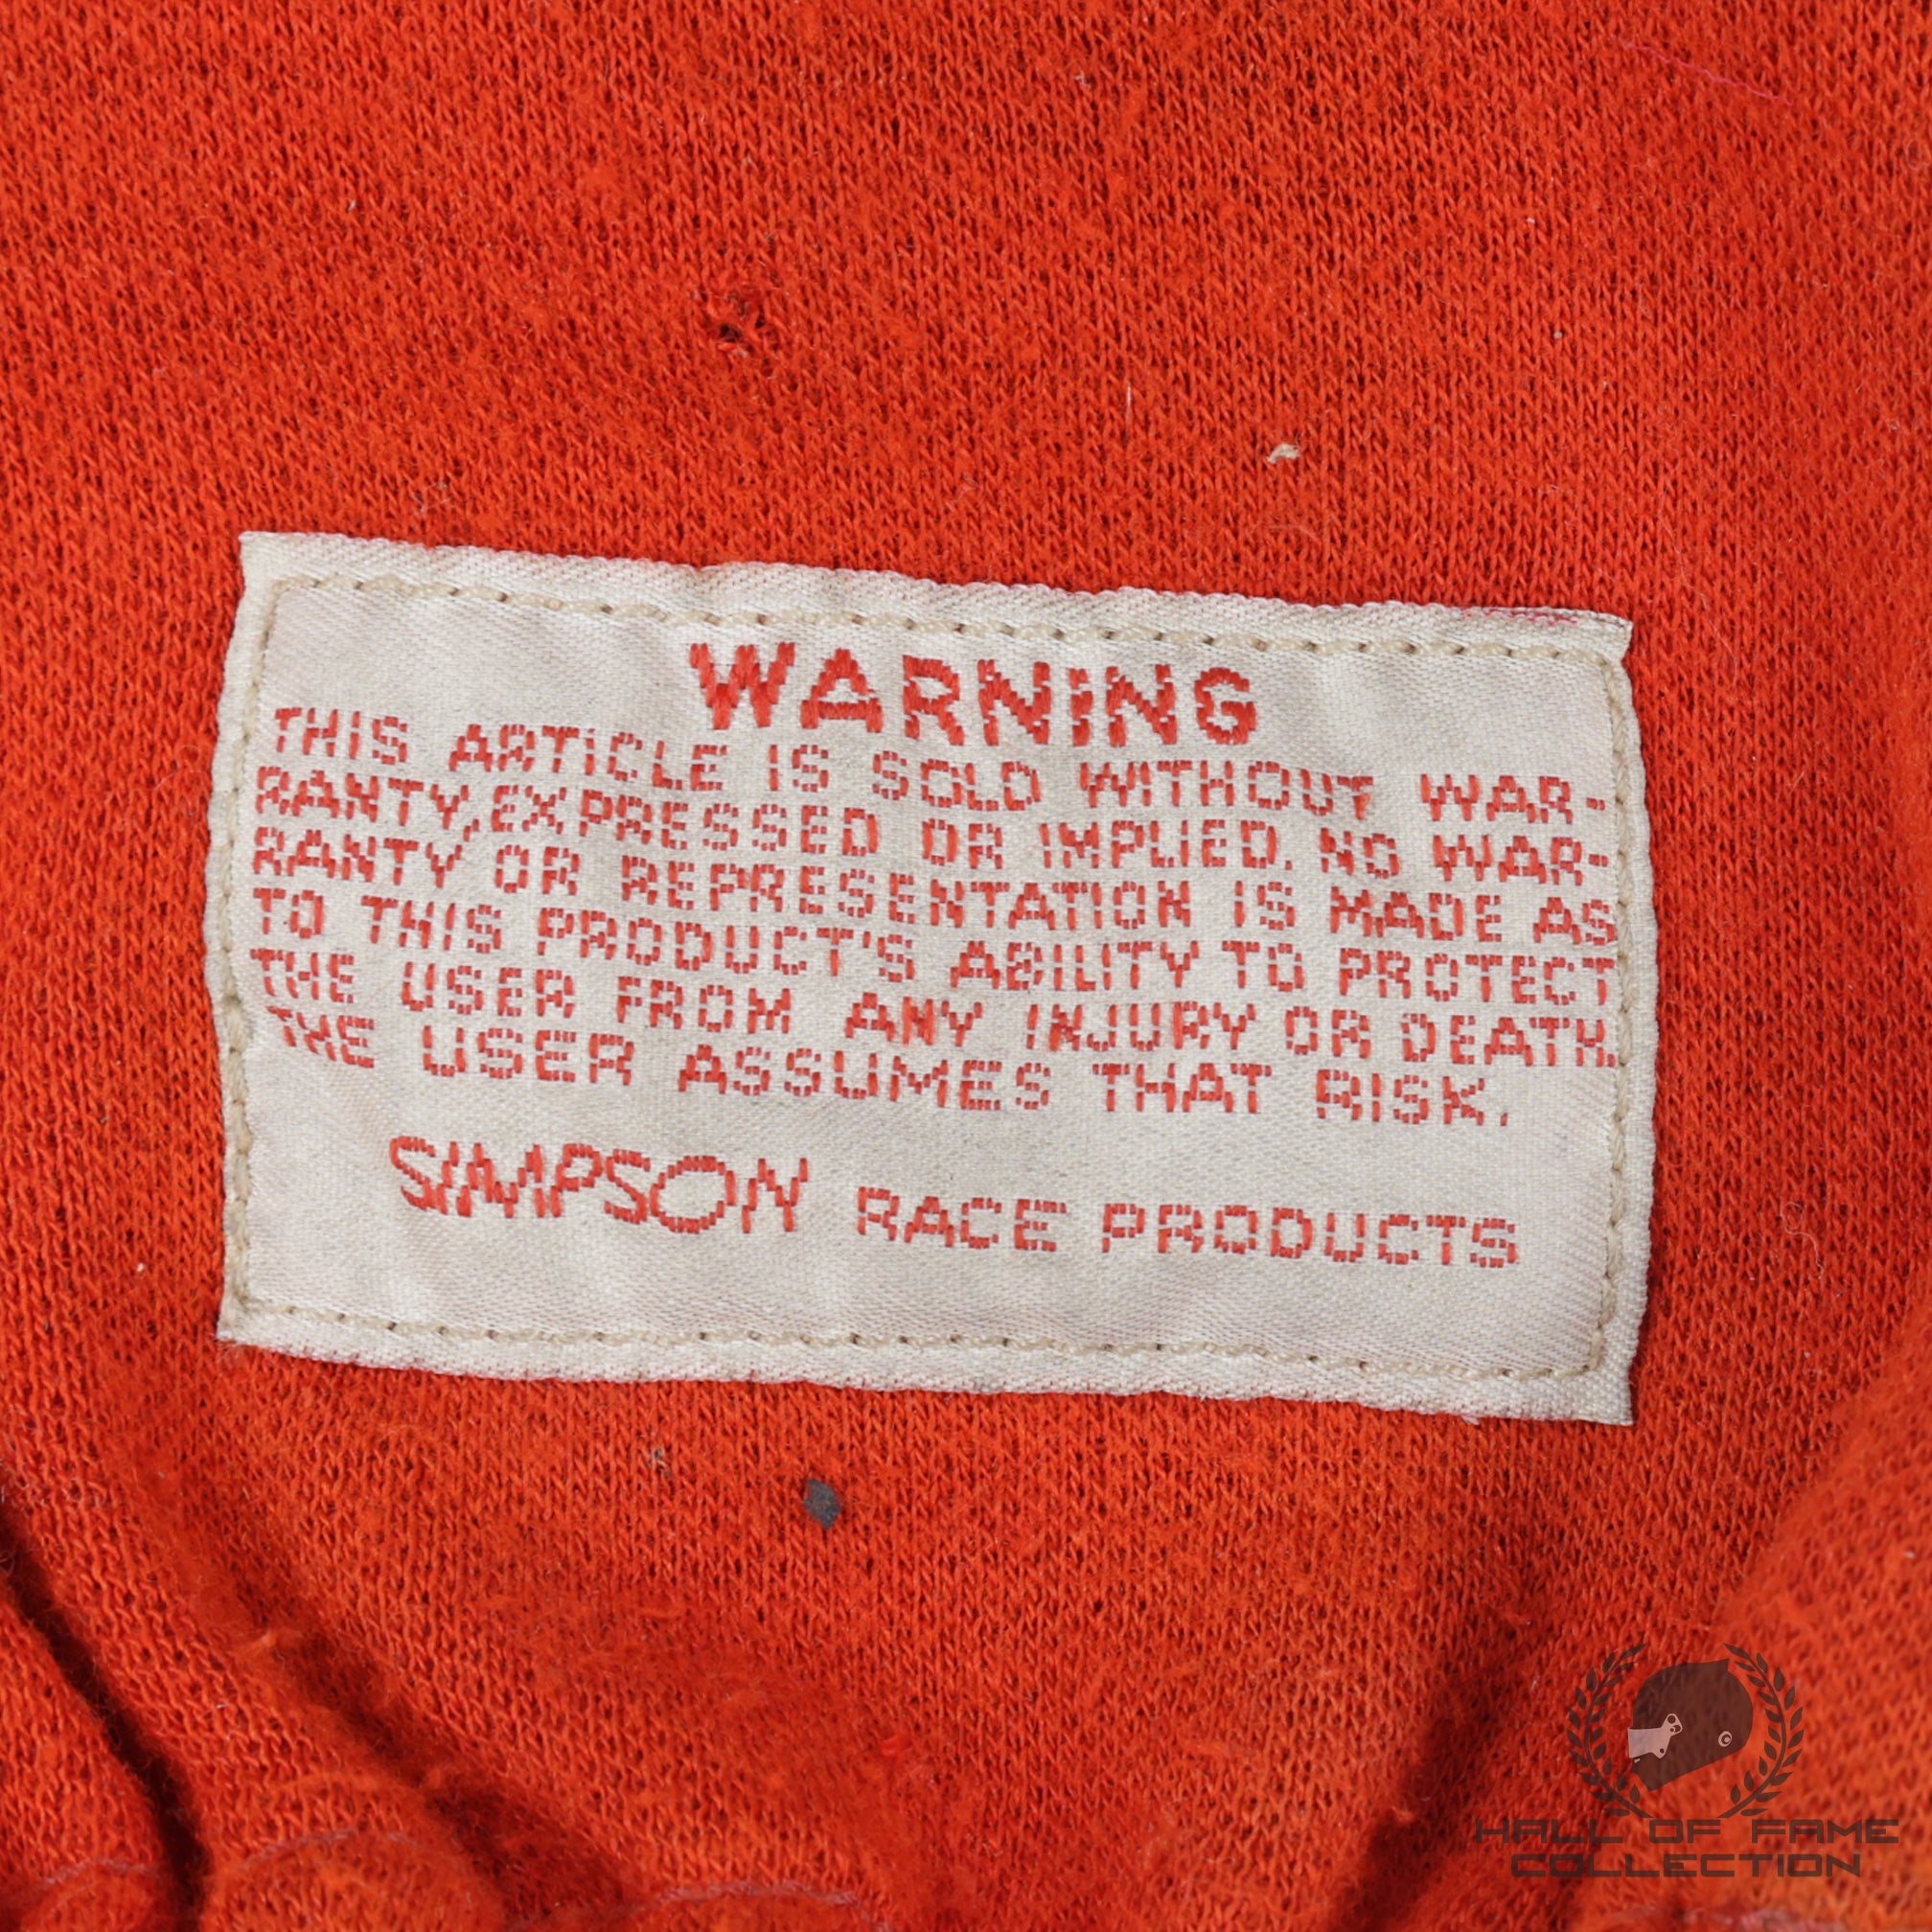 WARNING
THIS ARTICLE IS SOLD WITHOUT WAR-
RANTY, EXPRESSED OR IMPLIED. NO WAR-
RANTY OR REPRESENTATION IS MADE AS
TO THIS PRODUCT'S ABILITY TO PROTECT
THE USER FROM ANY INJURY OR DEATH.
THE USER ASSUMES THAT RISK.
SIMPSON RACE PRODUCTS
HALL OF FAME
COLLECTION